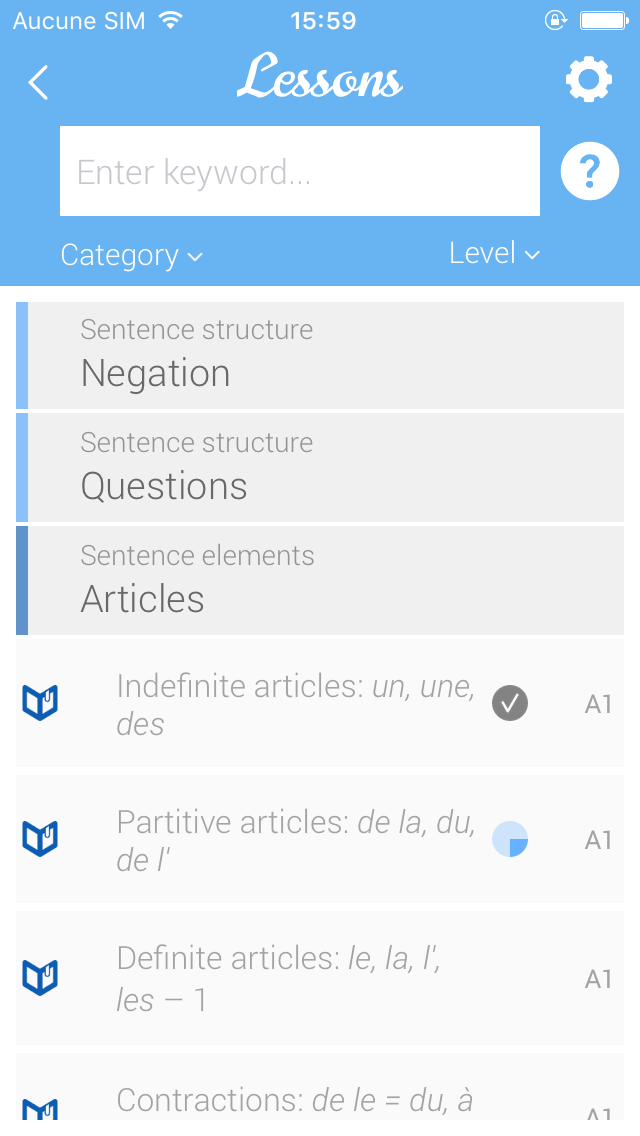 Aucune SIM 15:59
Lessons
Enter keyword...
?
Category Level
Sentence structure
Negation
Sentence structure
Questions
Sentence elements
Articles
Indefinite articles: un, une,
des
A1
Partitive articles: de la, du,
de l'
A1
Definite articles: le, la, l',
les – 1
A1
Contractions: de le = du, à
A1